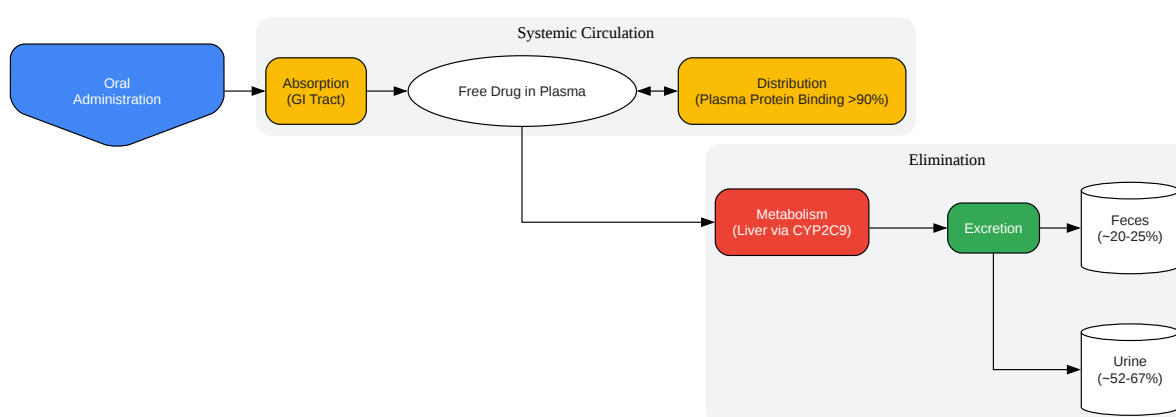 Systemic Circulation
Oral
Administration
Absorption
(GI Tract)
Free Drug in Plasma
Distribution
(Plasma Protein Binding >90%)
Elimination
Metabolism
(Liver via CYP2C9)
Excretion
Feces
(~20-25%)
Urine
(~52-67%)